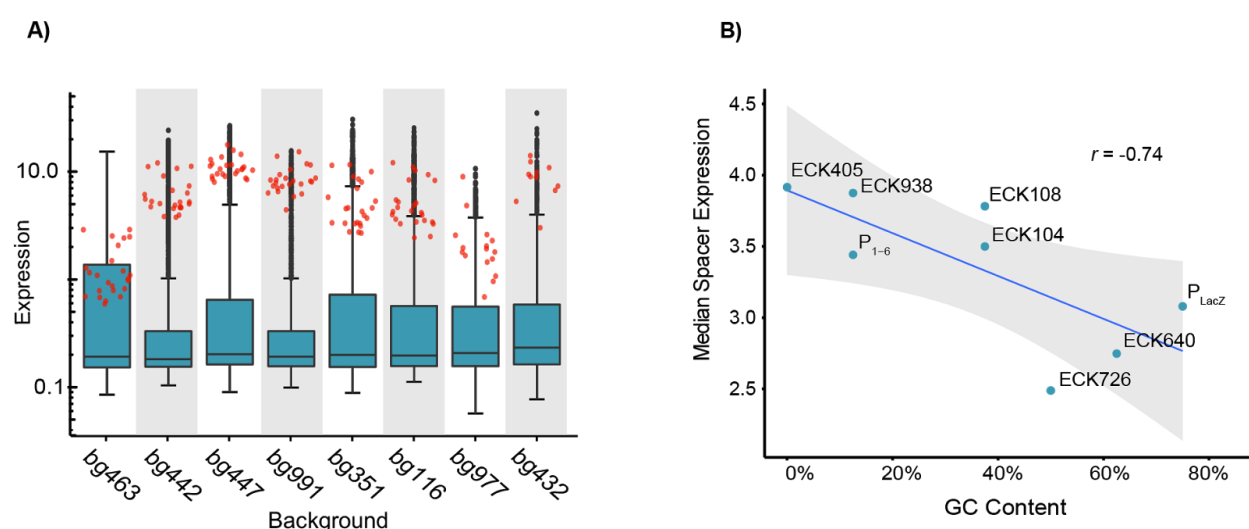 A)
Expression
10.0
0.1
bg463
bg442
bg447
bg991
bg351
bg116
bg977
bg432
Background
B)
Median Spacer Expression
4.5
4.0
3.5
3.0
2.5
r = -0.74
ECK405
ECK938
ECK108
ECK104
P1-6
PLacZ
ECK640
ECK726
0%
20%
40%
60%
80%
GC Content